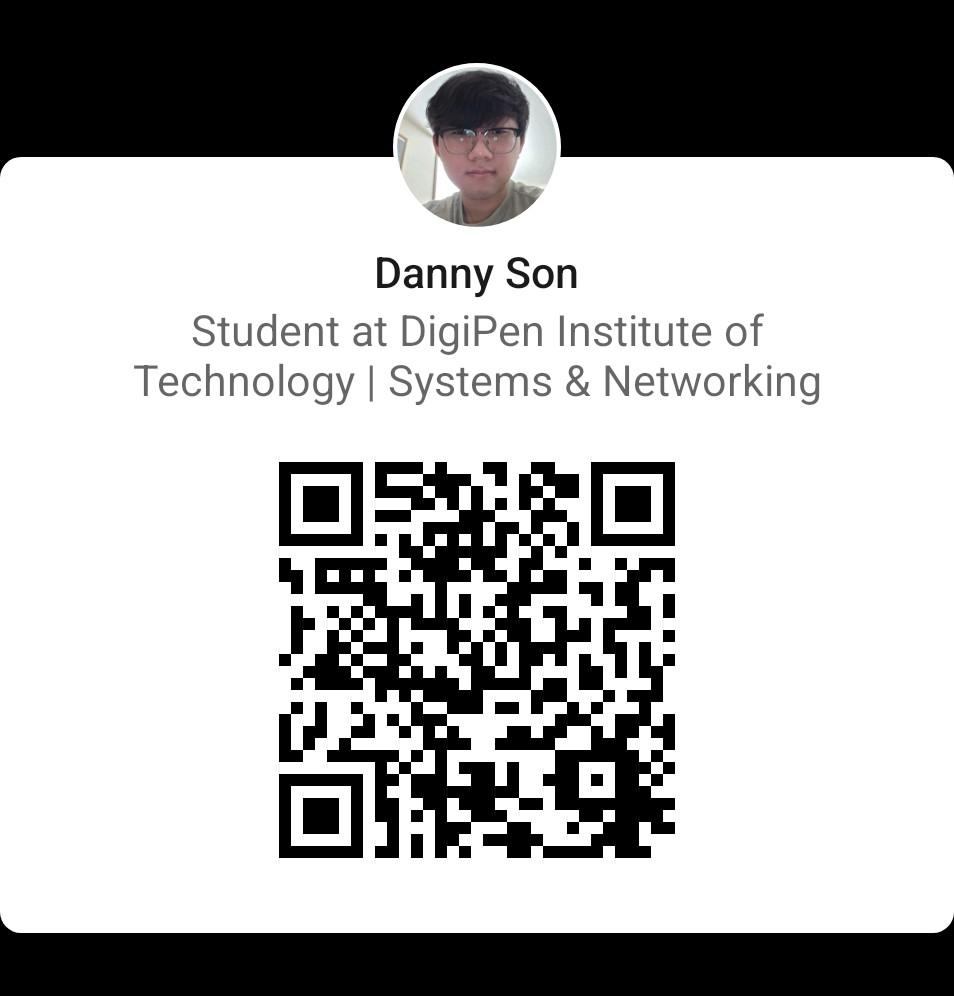 Danny Son
Student at DigiPen Institute of
Technology | Systems & Networking